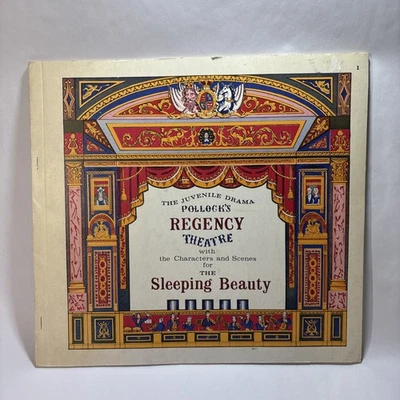 1
THE JUVENILE DRAMA
POLLOCK'S
REGENCY
THEATRE
with
the Characters and Scenes
for
THE
Sleeping Beauty